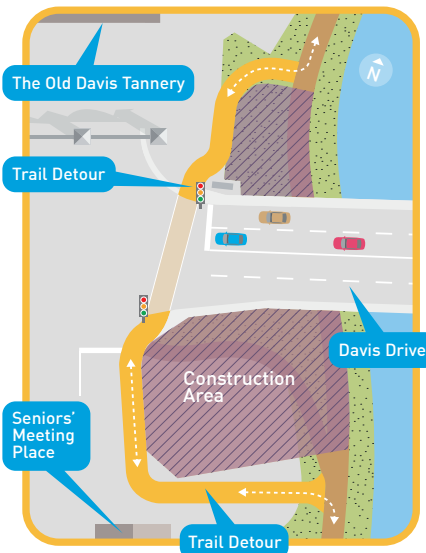 N
The Old Davis Tannery
Trail Detour
Davis Drive
Construction
Area
Seniors'
Meeting
Place
Trail Detour